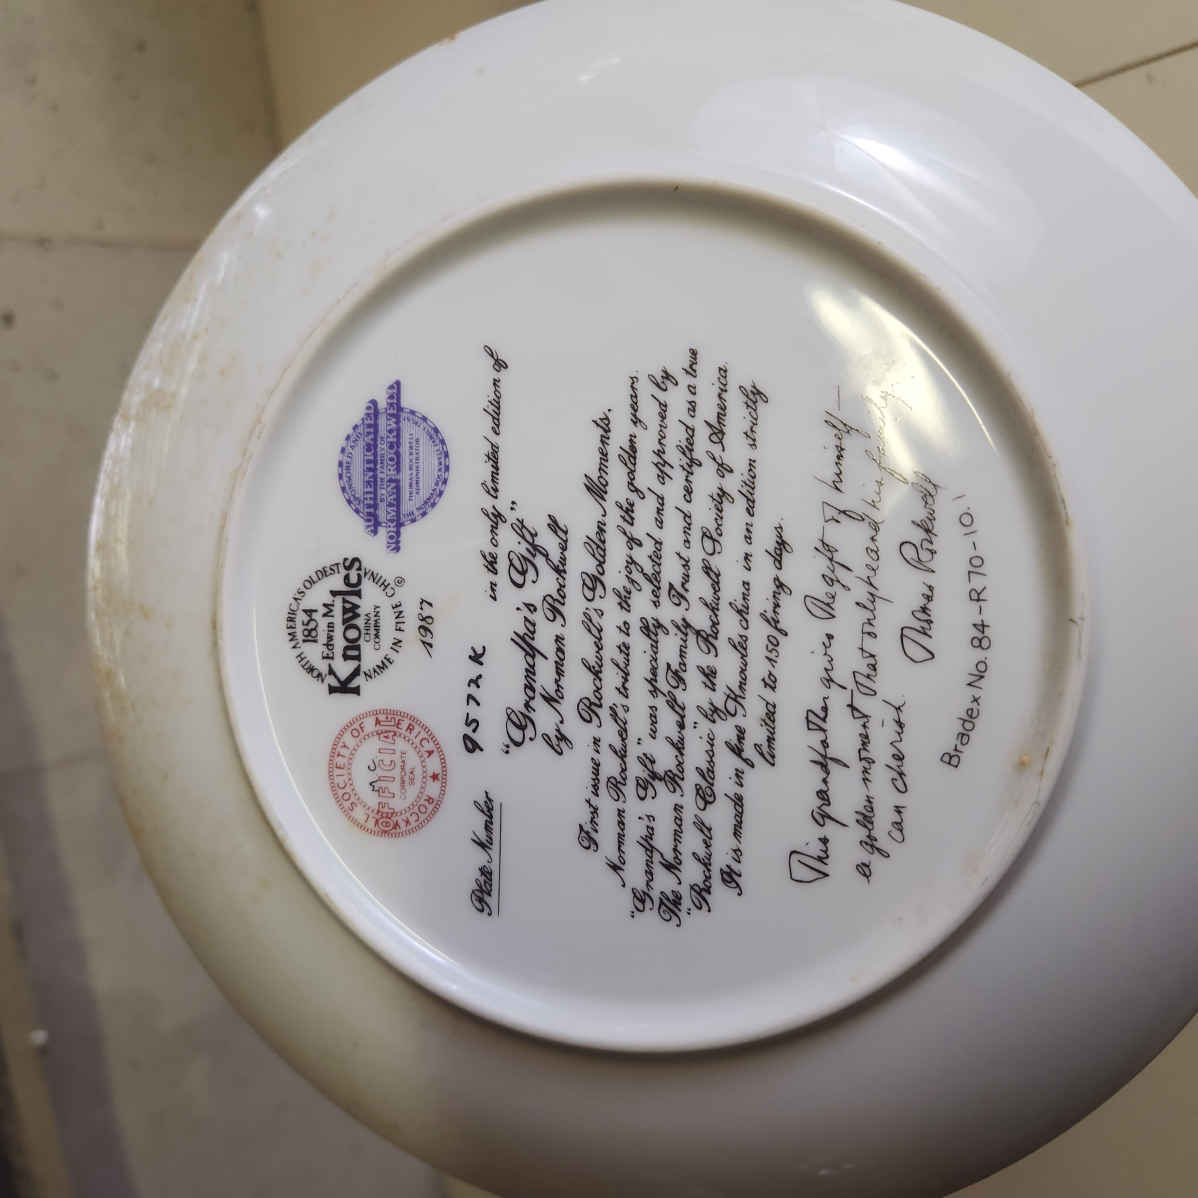 ROCKWELL SOCIETY OF AMERICA
OFFICIAL
CORPORATE
SEAL
NORTH AMERICA'S OLDEST
1854
Edwin M.
Knowles
CHINA
COMPANY
NAME IN FINE CHINA
©
1987
SPONSORED AND
AUTHENTICATED
BY THE FAMILY OF
NORMAN ROCKWELL
THOMAS ROCKWELL
ADMINISTRATOR
Plate Number 9572K in the only limited edition of
"Grandpa's Gift"
by Norman Rockwell
First issue in Rockwell's Golden Moments.
Norman Rockwell's tribute to the joy of the golden years.
"Grandpa's Gift" was specially selected and approved by
The Norman Rockwell Family Trust and certified as a true
"Rockwell Classic" by the Rockwell Society of America.
It is made in fine Knowles china in an edition strictly
limited to 150 firing days.
This grandfather gives the gift of himself —
a golden moment that only he and his family
can cherish.
Thomas Rockwell
Bradex No. 84-R70-10.1